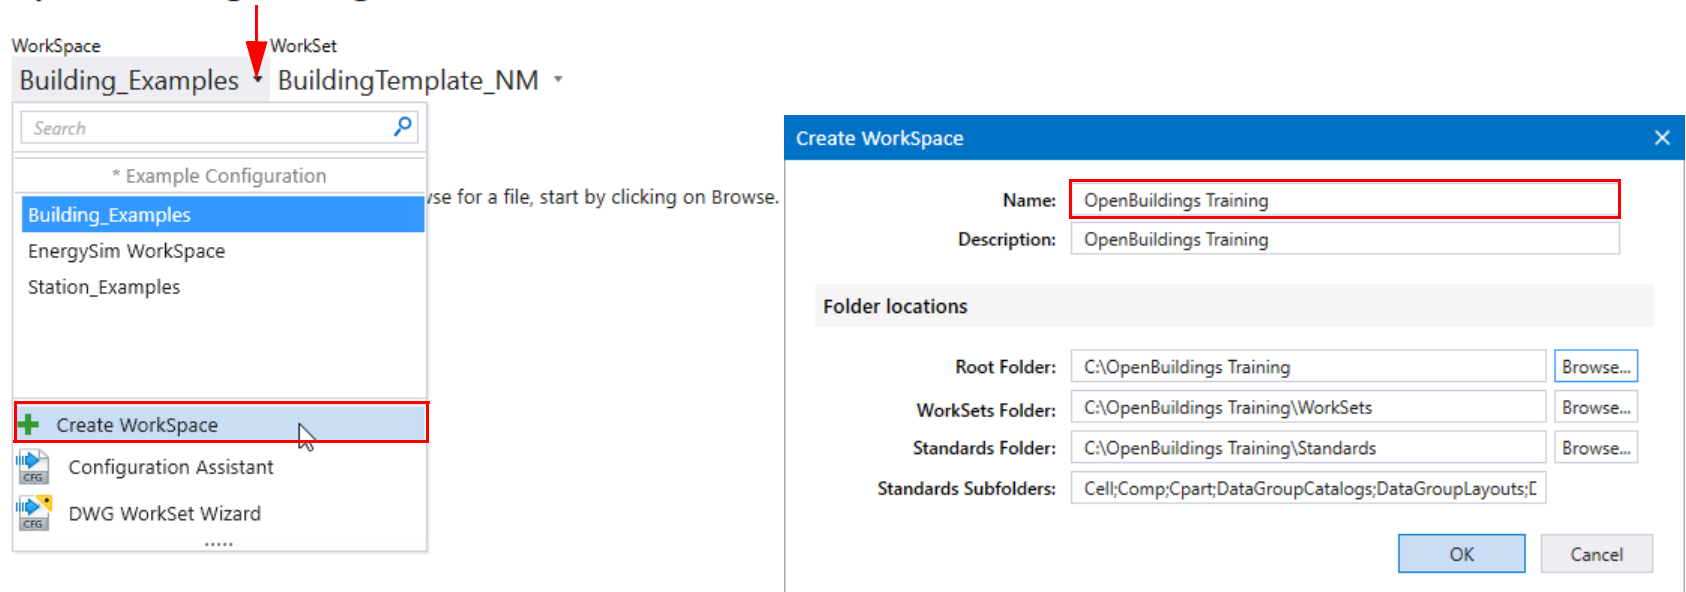 WorkSpace
WorkSet
Building_Examples
BuildingTemplate_NM
Search
* Example Configuration
for a file, start by clicking on Browse.
Building_Examples
EnergySim WorkSpace
Station_Examples
Create WorkSpace
Configuration Assistant
CFG
DWG WorkSet Wizard
CFG
Create WorkSpace
Name: OpenBuildings Training
Description: OpenBuildings Training
Folder locations
Root Folder: C:\OpenBuildings Training Browse...
WorkSets Folder: C:\OpenBuildings Training\WorkSets Browse...
Standards Folder: C:\OpenBuildings Training\Standards Browse...
Standards Subfolders: Cell;Comp;Cpart;DataGroupCatalogs;DataGroupLayouts;
OK Cancel